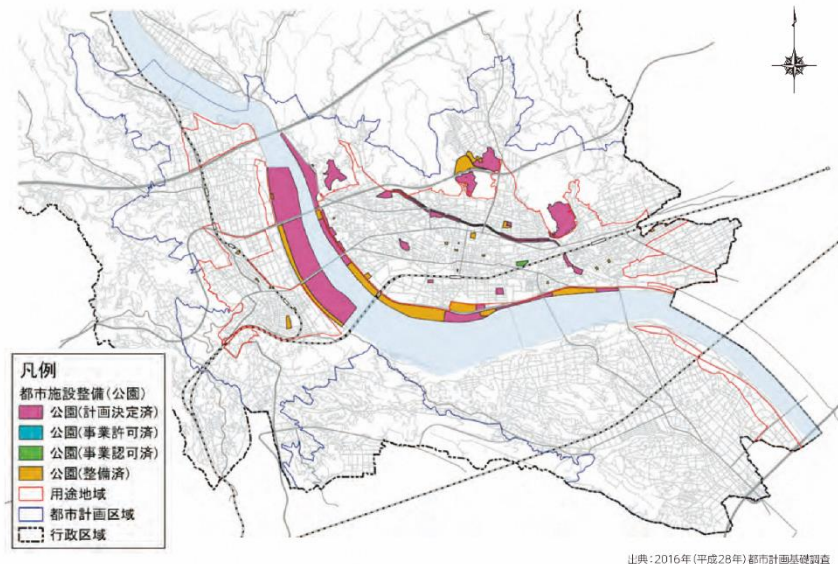 凡例
都市施設整備(公園)
公園(計画決定済)
公園(事業許可済)
公園(事業認可済)
公園(整備済)
用途地域
都市計画区域
行政区域
出典:2016年(平成28年)都市計画基礎調査